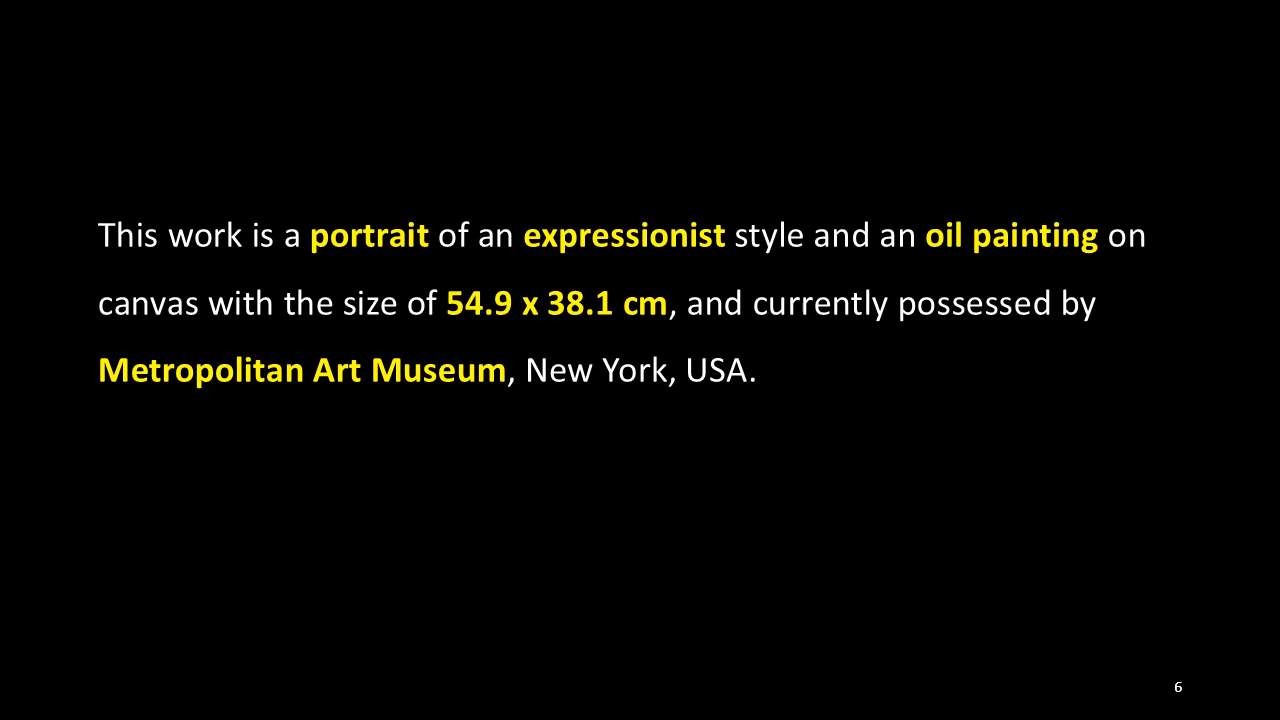 This work is a portrait of an expressionist style and an oil painting on
canvas with the size of 54.9 x 38.1 cm, and currently possessed by
Metropolitan Art Museum, New York, USA.
6